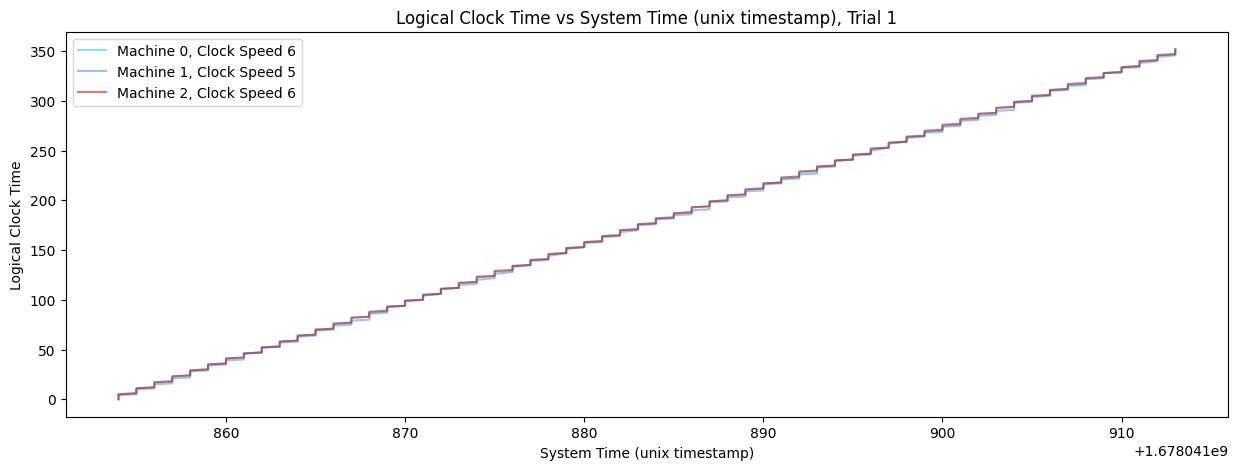 Logical Clock Time vs System Time (unix timestamp), Trial 1
Machine 0, Clock Speed 6
Machine 1, Clock Speed 5
Machine 2, Clock Speed 6
Logical Clock Time
350
300
250
200
150
100
50
0
860
870
880
890
900
910
+1.678041e9
System Time (unix timestamp)